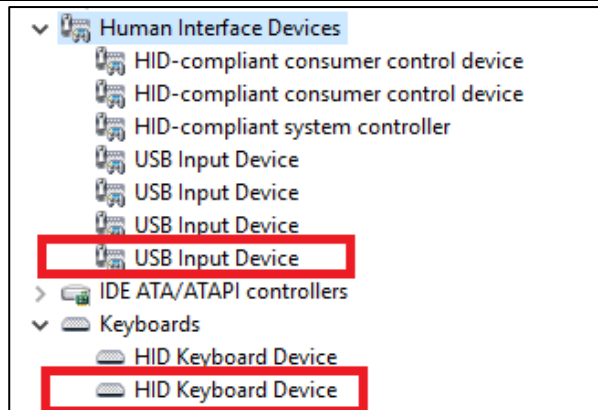 Human Interface Devices
HID-compliant consumer control device
HID-compliant consumer control device
HID-compliant system controller
USB Input Device
USB Input Device
USB Input Device
USB Input Device
IDE ATA/ATAPI controllers
Keyboards
HID Keyboard Device
HID Keyboard Device